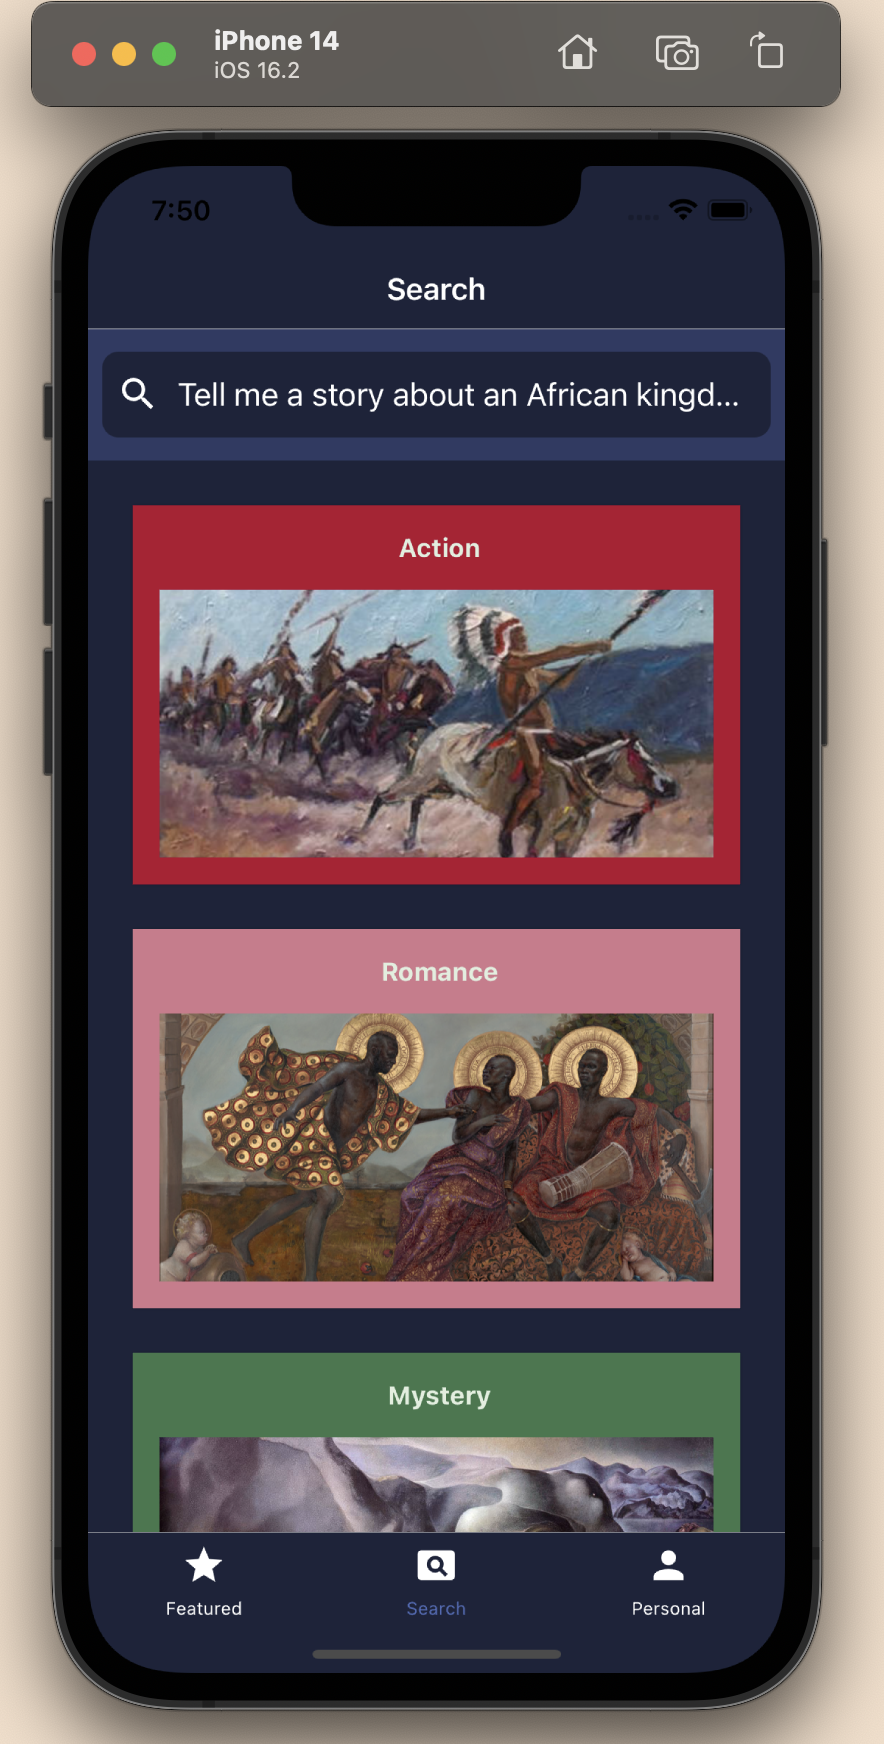 iPhone 14
iOS 16.2
7:50
Search
Tell me a story about an African kingd...
Action
Romance
Mystery
Featured
Search
Personal